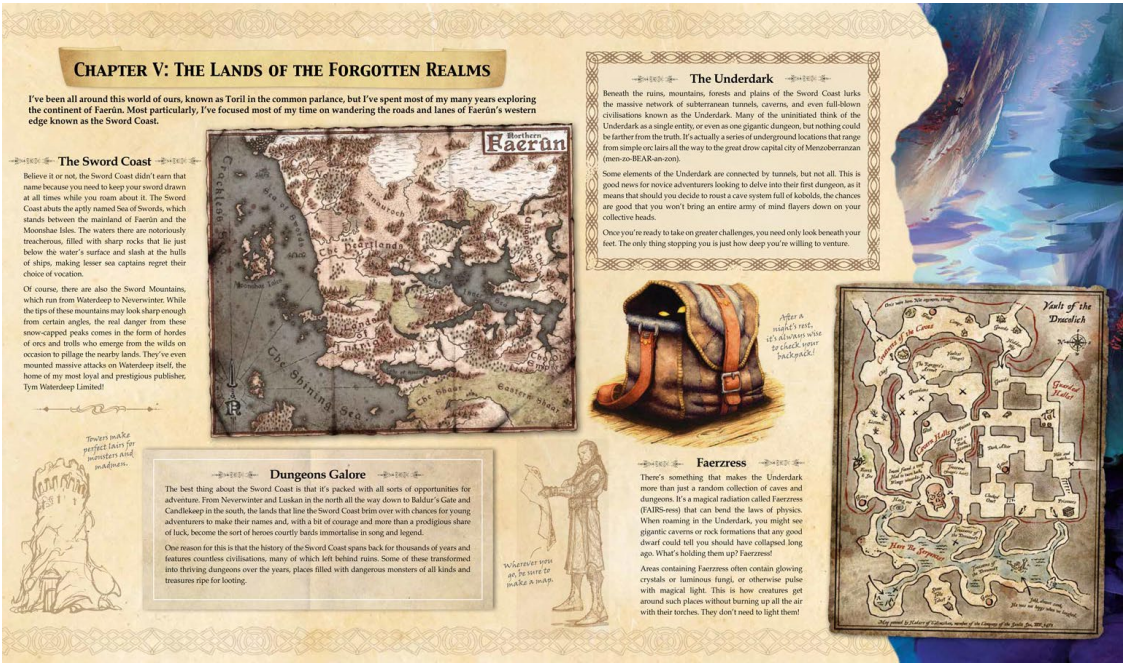 CHAPTER V: THE LANDS OF THE FORGOTTEN REALMS
I've been all around this world of ours, known as Toril in the common parlance, but I've spent most of my many years exploring
the continent of Faerûn. Most particularly, I've focused most of my time on wandering the roads and lanes of Faerûn's western
edge known as the Sword Coast.
The Sword Coast
Believe it or not, the Sword Coast didn't earn that
name because you need to keep your sword drawn
at all times while you roam about it. The Sword
Coast abuts the aptly named Sea of Swords, which
stands between the mainland of Faerûn and the
Moonshae Isles. The waters there are notoriously
treacherous, filled with sharp rocks that lie just
below the water's surface and slash at the hulls
of ships, making lesser sea captains regret their
choice of vocation.
Of course, there are also the Sword Mountains,
which run from Waterdeep to Neverwinter. While
the tips of these mountains may look sharp enough
from certain angles, the real danger from these
snow-capped peaks comes in the form of hordes
of orcs and trolls who emerge from the wilds on
occasion to pillage the nearby lands. They've even
mounted massive attacks on Waterdeep itself, the
home of my most loyal and prestigious publisher,
Tym Waterdeep Limited!
Northern
Faerûn
Sea of Swords
Anauroch
The Heartlands
Moonshae Isles
The Shining Sea
The Shaar
Eastern Shaar
Towers make
perfect lairs for
monsters and
madmen.
Dungeons Galore
The best thing about the Sword Coast is that it's packed with all sorts of opportunities for
adventure. From Neverwinter and Luskan in the north all the way down to Baldur's Gate and
Candlekeep in the south, the lands that line the Sword Coast brim over with chances for young
adventurers to make their names and, with a bit of courage and more than a prodigious share
of luck, become the sort of heroes courtly bards immortalise in song and legend.
One reason for this is that the history of the Sword Coast spans back for thousands of years and
features countless civilisations, many of which left behind ruins. Some of these transformed
into thriving dungeons over the years, places filled with dangerous monsters of all kinds and
treasures ripe for looting.
Wherever you
go, be sure to
make a map.
The Underdark
Beneath the ruins, mountains, forests and plains of the Sword Coast lurks
the massive network of subterranean tunnels, caverns, and even full-blown
civilisations known as the Underdark. Many of the uninitiated think of the
Underdark as a single entity, or even as one gigantic dungeon, but nothing could
be farther from the truth. It's actually a series of underground locations that range
from simple orc lairs all the way to the great drow capital city of Menzoberranzan
(men-zo-BEAR-an-zon).
Some elements of the Underdark are connected by tunnels, but not all. This is
good news for novice adventurers looking to delve into their first dungeon, as it
means that should you decide to roust a cave system full of kobolds, the chances
are good that you won't bring an entire army of mind flayers down on your
collective heads.
Once you're ready to take on greater challenges, you need only look beneath your
feet. The only thing stopping you is just how deep you're willing to venture.
After a
night's rest,
it's always wise
to check your
backpack!
Faerzress
There's something that makes the Underdark
more than just a random collection of caves and
dungeons. It's a magical radiation called Faerzress
(FAIRS-ress) that can bend the laws of physics.
When roaming in the Underdark, you might see
gigantic caverns or rock formations that any good
dwarf could tell you should have collapsed long
ago. What's holding them up? Faerzress!
Areas containing Faerzress often contain glowing
crystals or luminous fungi, or otherwise pulse
with magical light. This is how creatures get
around such places without burning up all the air
with their torches. They don't need to light them!
Vault of the
Dracolich
Guarded
Halls
Here Be Serpents